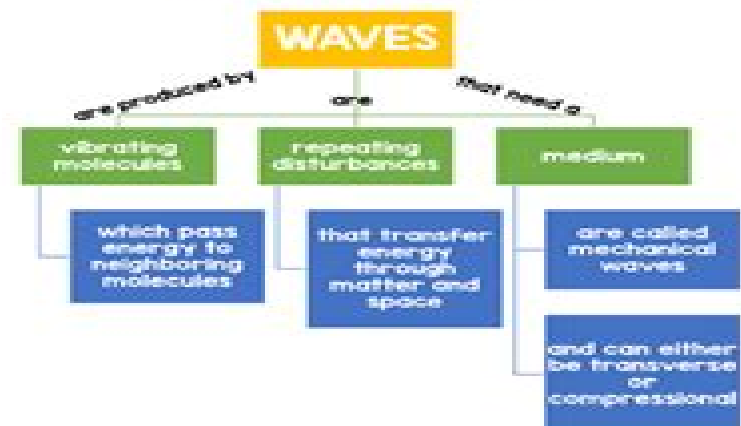 WAVES
are produced by
are
that need a
vibrating
molecules
repeating
disturbances
medium
which pass
energy to
neighboring
molecules
that transfer
energy
through
matter and
space
are called
mechanical
waves
and can either
be transverse
or
compressional